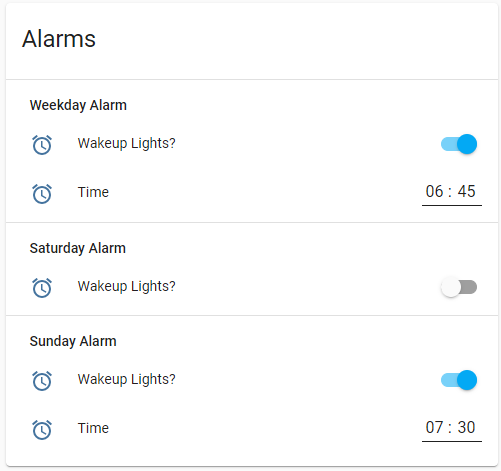 Alarms
Weekday Alarm
Wakeup Lights?
Time 06 : 45
Saturday Alarm
Wakeup Lights?
Sunday Alarm
Wakeup Lights?
Time 07 : 30